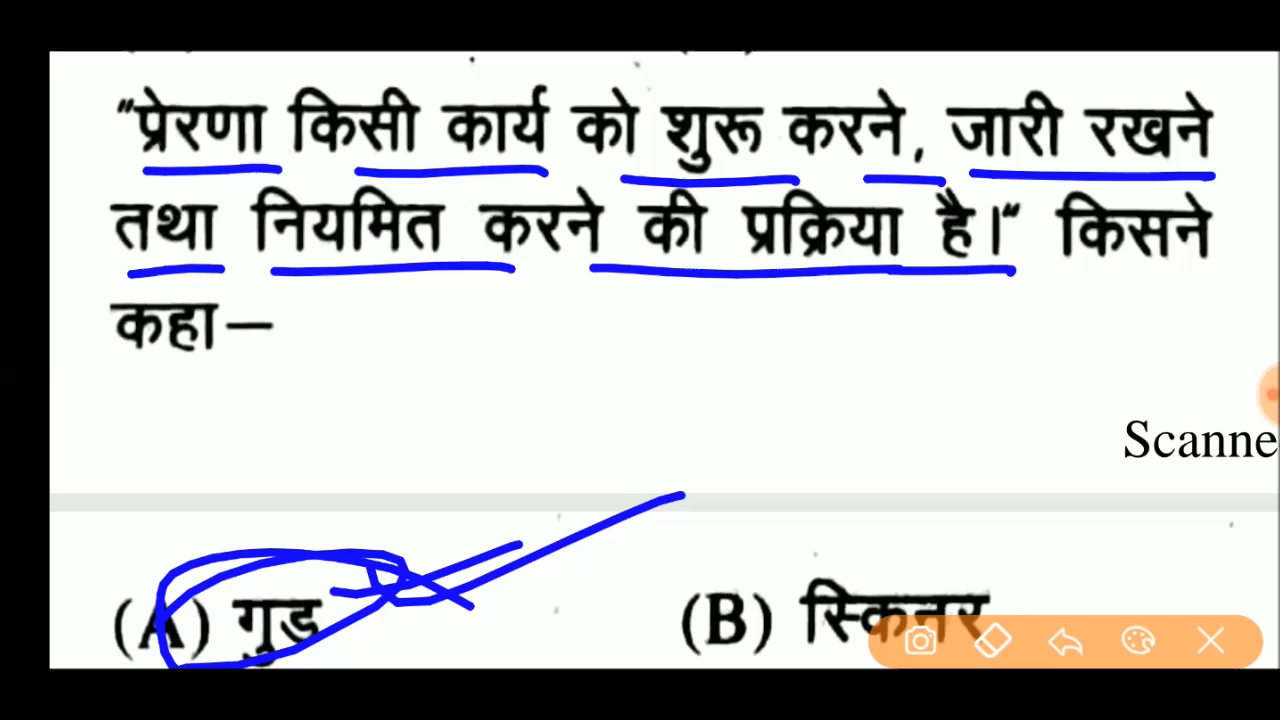 "प्रेरणा किसी कार्य को शुरू करने, जारी रखने
तथा नियमित करने की प्रक्रिया है।" किसने
कहा—
Scanne
(A) गुड
(B) स्किनर